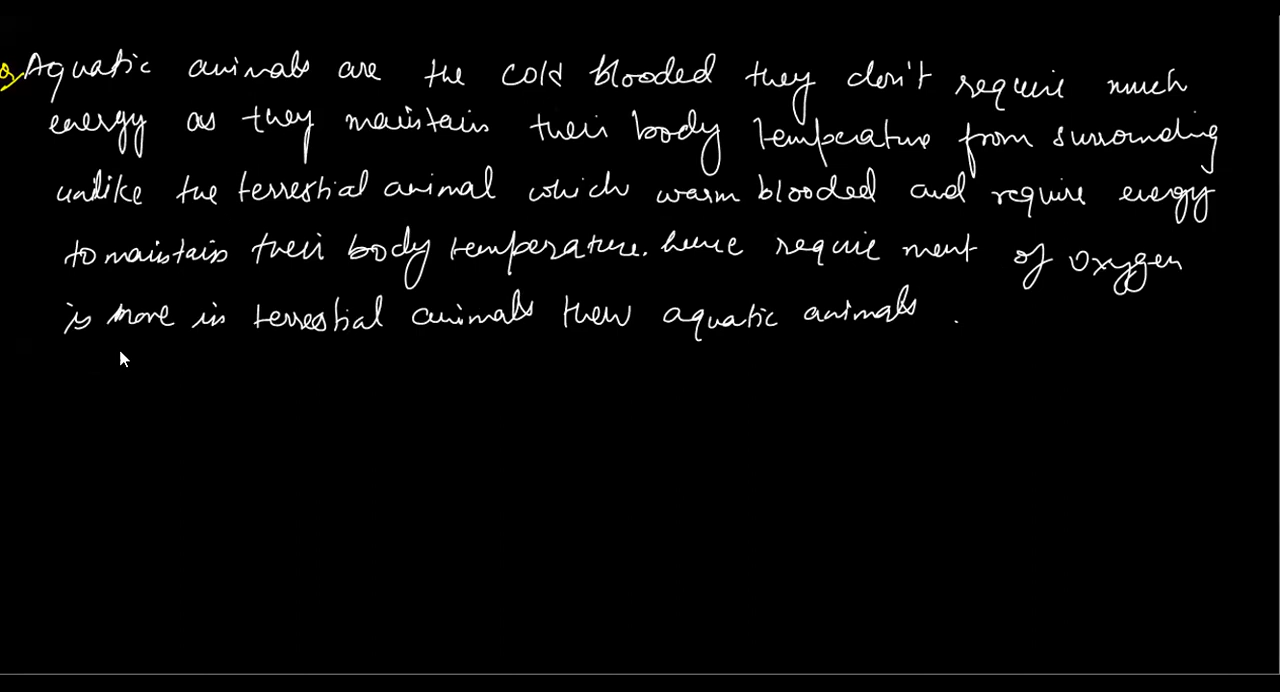 Aquatic animals are the cold blooded they don't require much
energy as they maintain their body temperature from surrounding
unlike the terrestial animal which warm blooded and require energy
to maintain their body temperature. hence require ment of oxygen
is more in terrestial animals then aquatic animals .